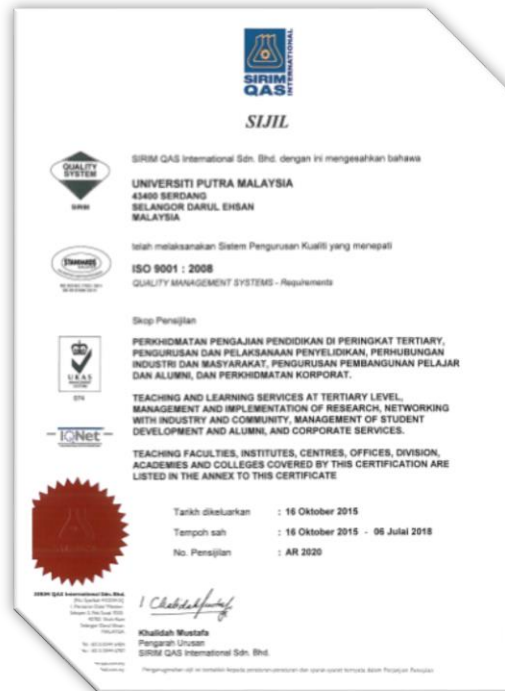 SIRIM
QAS
INTERNATIONAL
SIJIL
QUALITY
SYSTEM
SIRIM
SIRIM QAS International Sdn. Bhd. dengan ini mengesahkan bahawa
UNIVERSITI PUTRA MALAYSIA
43400 SERDANG
SELANGOR DARUL EHSAN
MALAYSIA
STANDARDS
telah melaksanakan Sistem Pengurusan Kualiti yang menepati
ISO 9001 : 2008
QUALITY MANAGEMENT SYSTEMS - Requirements
Skop Pensijilan
UKAS
PERKHIDMATAN PENGAJIAN PENDIDIKAN DI PERINGKAT TERTIARY,
PENGURUSAN DAN PELAKSANAAN PENYELIDIKAN, PERHUBUNGAN
INDUSTRI DAN MASYARAKAT, PENGURUSAN PEMBANGUNAN PELAJAR
DAN ALUMNI, DAN PERKHIDMATAN KORPORAT.
TEACHING AND LEARNING SERVICES AT TERTIARY LEVEL,
MANAGEMENT AND IMPLEMENTATION OF RESEARCH, NETWORKING
WITH INDUSTRY AND COMMUNITY, MANAGEMENT OF STUDENT
DEVELOPMENT AND ALUMNI, AND CORPORATE SERVICES.
IQNet
TEACHING FACULTIES, INSTITUTES, CENTRES, OFFICES, DIVISION,
ACADEMIES AND COLLEGES COVERED BY THIS CERTIFICATION ARE
LISTED IN THE ANNEX TO THIS CERTIFICATE
Tarikh dikeluarkan : 16 Oktober 2015
Tempoh sah : 16 Oktober 2015 - 06 Julai 2018
No. Pensijilan : AR 2020
SIRIM QAS International Sdn. Bhd.
Khalidah Mustafa
Pengarah Urusan
SIRIM QAS International Sdn. Bhd.